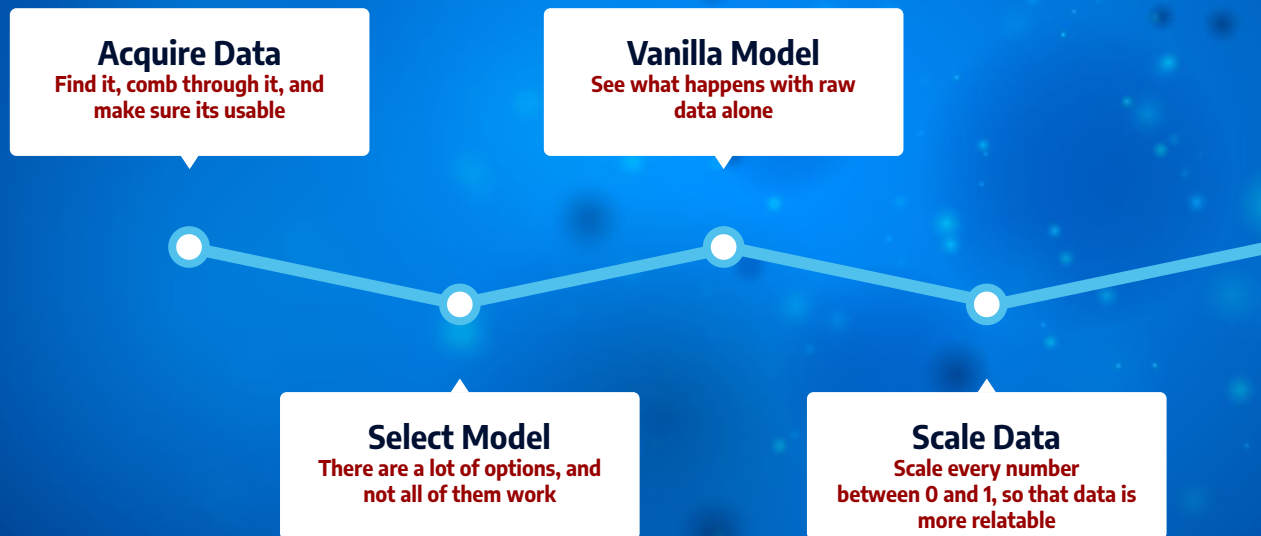 Acquire Data
Find it, comb through it, and
make sure its usable
Select Model
There are a lot of options, and
not all of them work
Vanilla Model
See what happens with raw
data alone
Scale Data
Scale every number
between 0 and 1, so that data is
more relatable